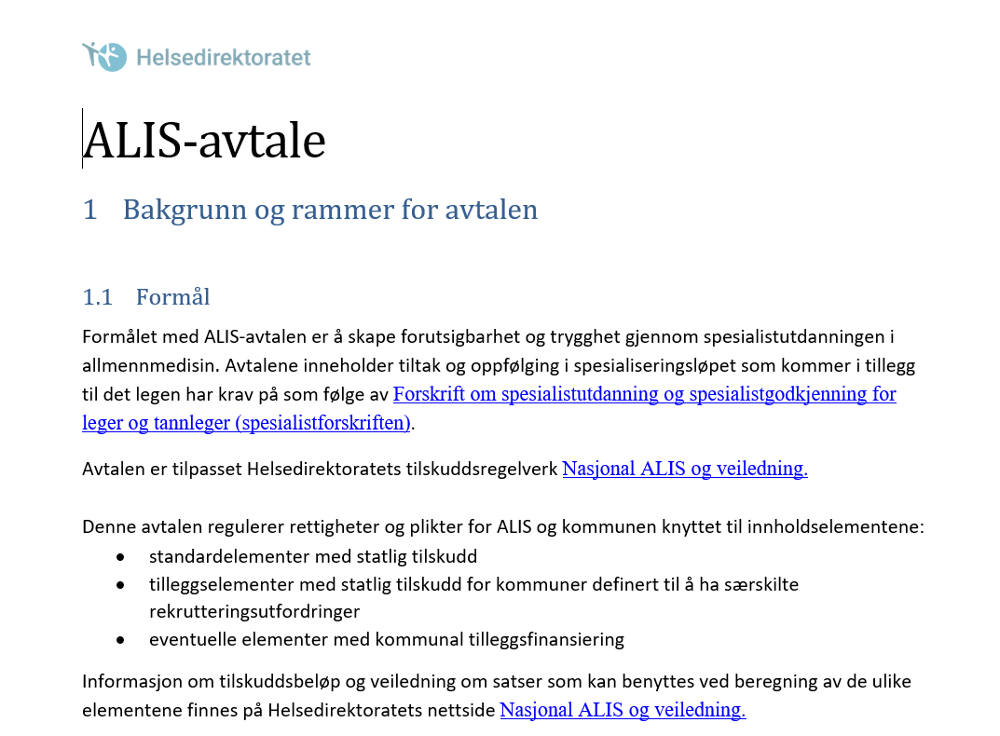 Helsedirektoratet
ALIS-avtale
1 Bakgrunn og rammer for avtalen
1.1 Formål
Formålet med ALIS-avtalen er å skape forutsigbarhet og trygghet gjennom spesialistutdanningen i
allmennmedisin. Avtalene inneholder tiltak og oppfølging i spesialiseringsløpet som kommer i tillegg
til det legen har krav på som følge av Forskrift om spesialistutdanning og spesialistgodkjenning for
leger og tannleger (spesialistforskriften).
Avtalen er tilpasset Helsedirektoratets tilskuddsregelverk Nasjonal ALIS og veiledning.
Denne avtalen regulerer rettigheter og plikter for ALIS og kommunen knyttet til innholdselementene:
• standardelementer med statlig tilskudd
• tilleggselementer med statlig tilskudd for kommuner definert til å ha særskilte
rekrutteringsutfordringer
• eventuelle elementer med kommunal tilleggsfinansiering
Informasjon om tilskuddsbeløp og veiledning om satser som kan benyttes ved beregning av de ulike
elementene finnes på Helsedirektoratets nettside Nasjonal ALIS og veiledning.